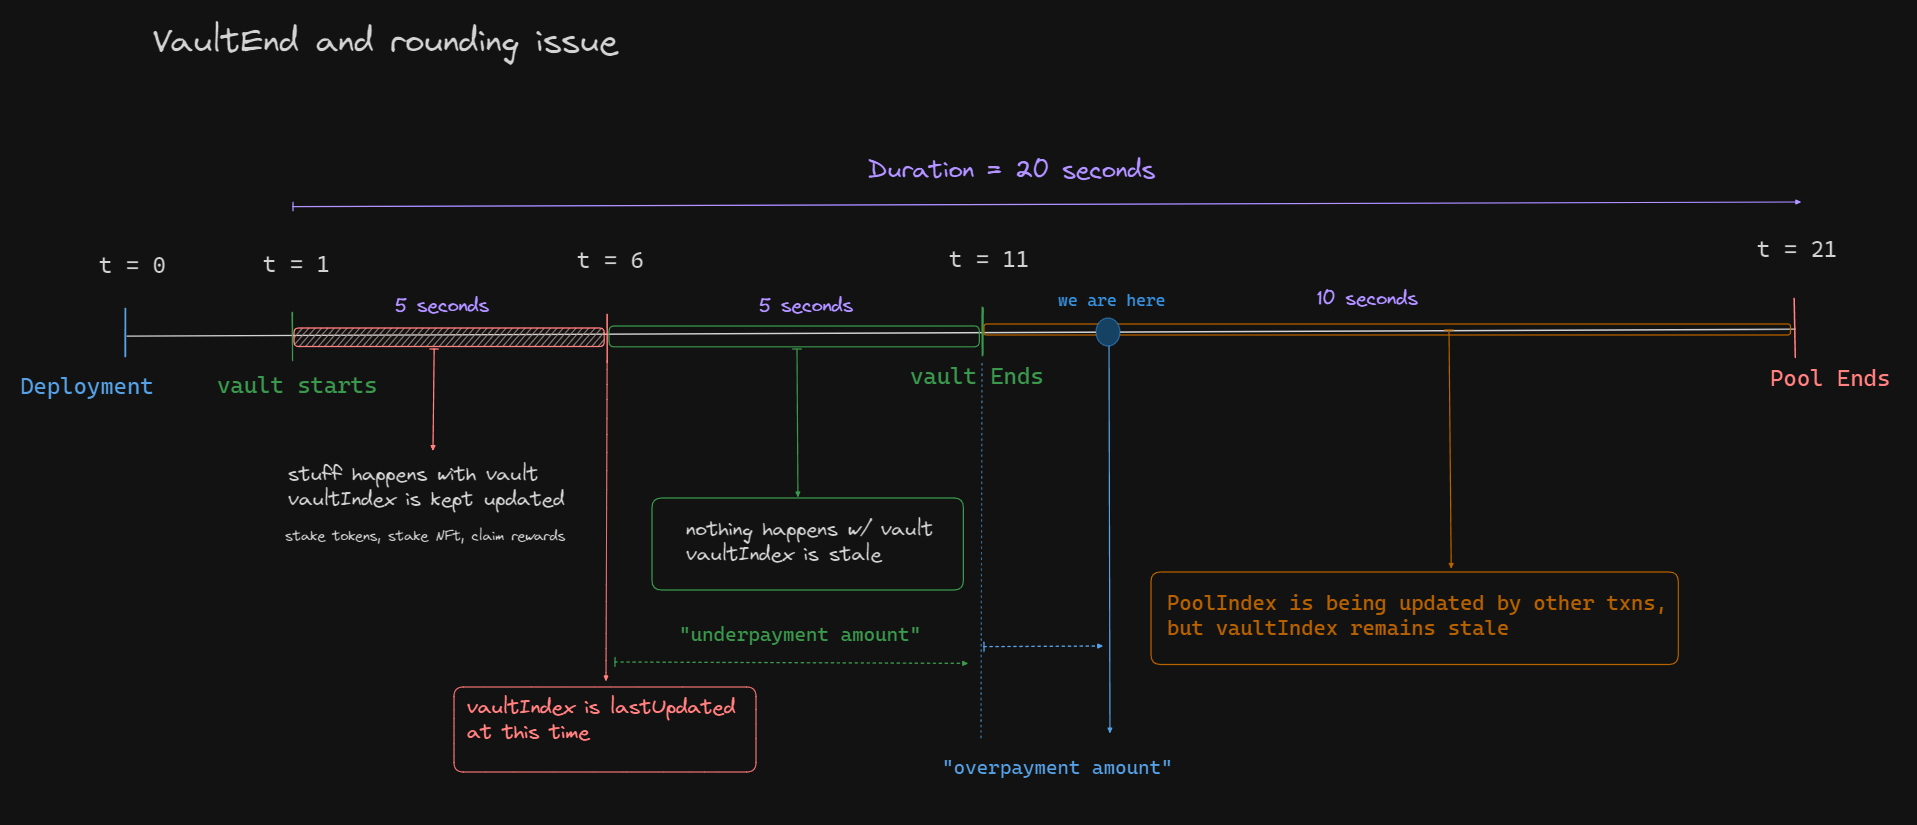 VaultEnd and rounding issue
Duration = 20 seconds
t = 0
t = 1
t = 6
t = 11
t = 21
5 seconds
5 seconds
we are here
10 seconds
Deployment
vault starts
vault Ends
Pool Ends
stuff happens with vault
vaultIndex is kept updated
stake tokens, stake NFt, claim rewards
nothing happens w/ vault
vaultIndex is stale
PoolIndex is being updated by other txns,
but vaultIndex remains stale
"underpayment amount"
vaultIndex is lastUpdated
at this time
"overpayment amount"